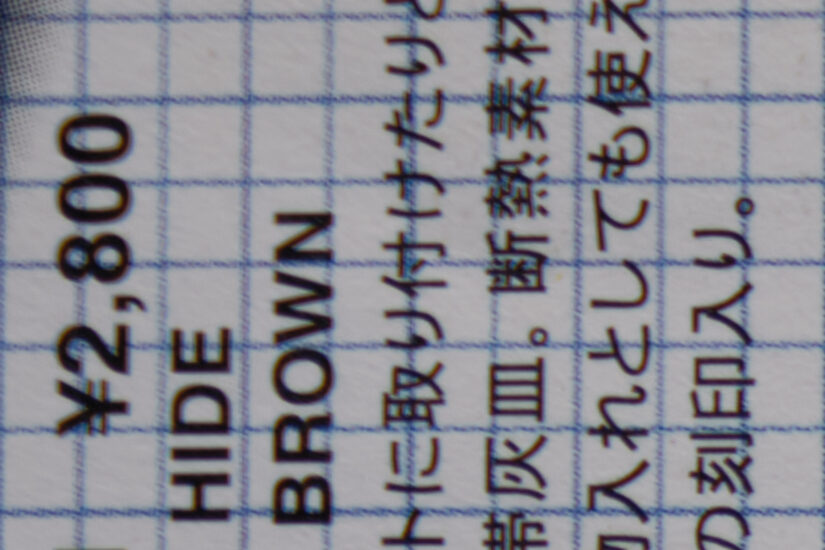 ¥2,800
HIDE
BROWN
トに取り付けたりと
帯灰皿。断熱素材
入れとしても使え
の刻印入り。